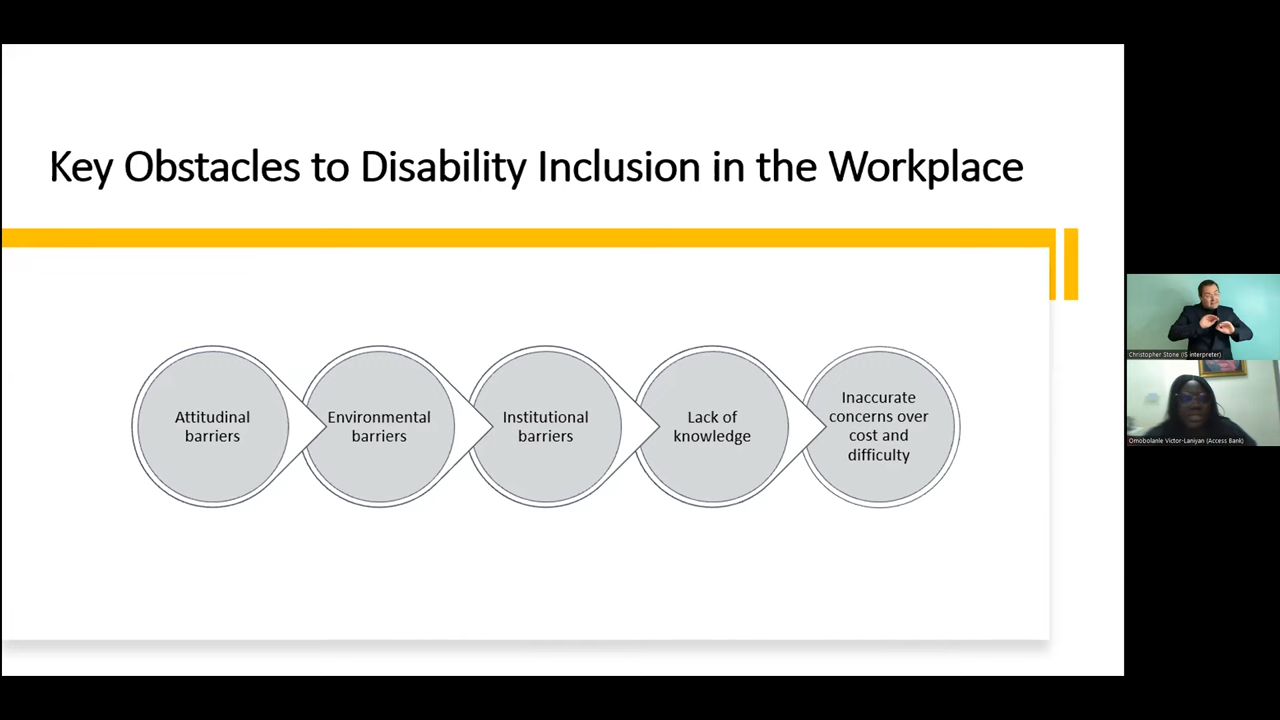 Key Obstacles to Disability Inclusion in the Workplace
Attitudinal
barriers
Environmental
barriers
Institutional
barriers
Lack of
knowledge
Inaccurate
concerns over
cost and
difficulty
Christopher Stone (IS interpreter)
Omobolanle Victor-Laniyan (Access Bank)